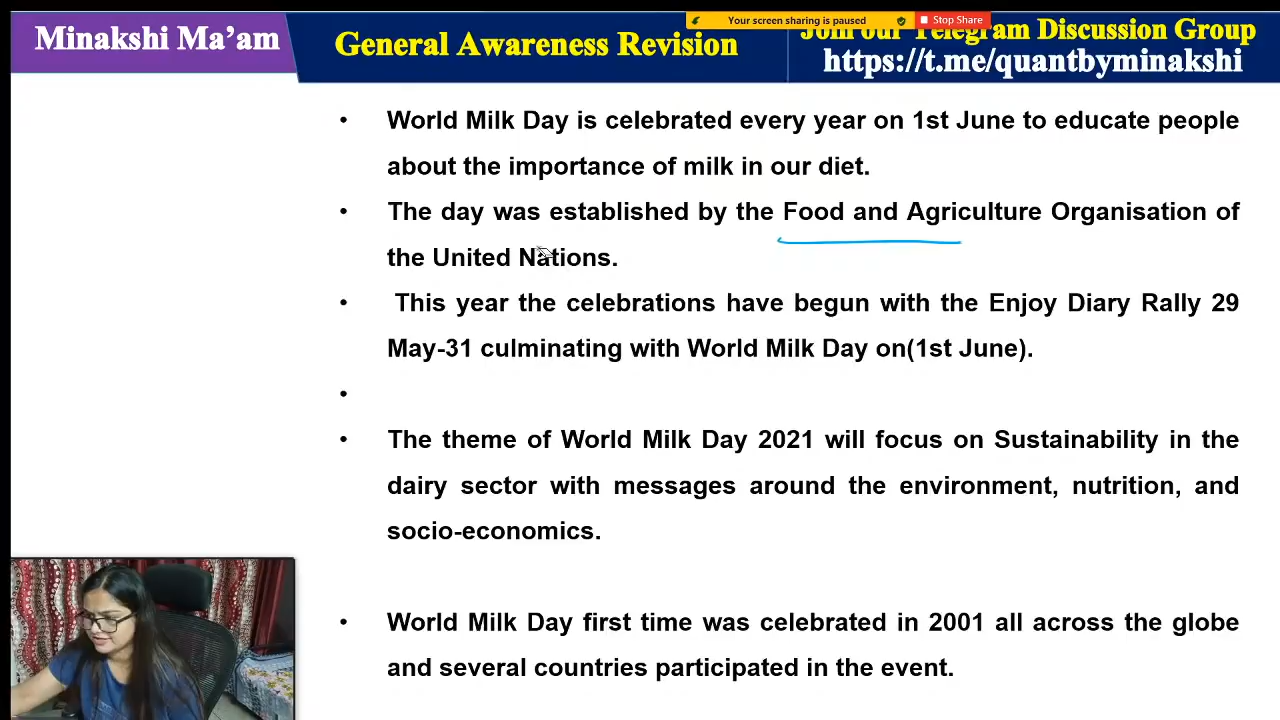 Minakshi Ma’am
General Awareness Revision
Your screen sharing is paused
Stop Share
Join our Telegram Discussion Group
https://t.me/quantbyminakshi
• World Milk Day is celebrated every year on 1st June to educate people
about the importance of milk in our diet.
• The day was established by the Food and Agriculture Organisation of
the United Nations.
• This year the celebrations have begun with the Enjoy Diary Rally 29
May-31 culminating with World Milk Day on(1st June).
•
• The theme of World Milk Day 2021 will focus on Sustainability in the
dairy sector with messages around the environment, nutrition, and
socio-economics.
• World Milk Day first time was celebrated in 2001 all across the globe
and several countries participated in the event.